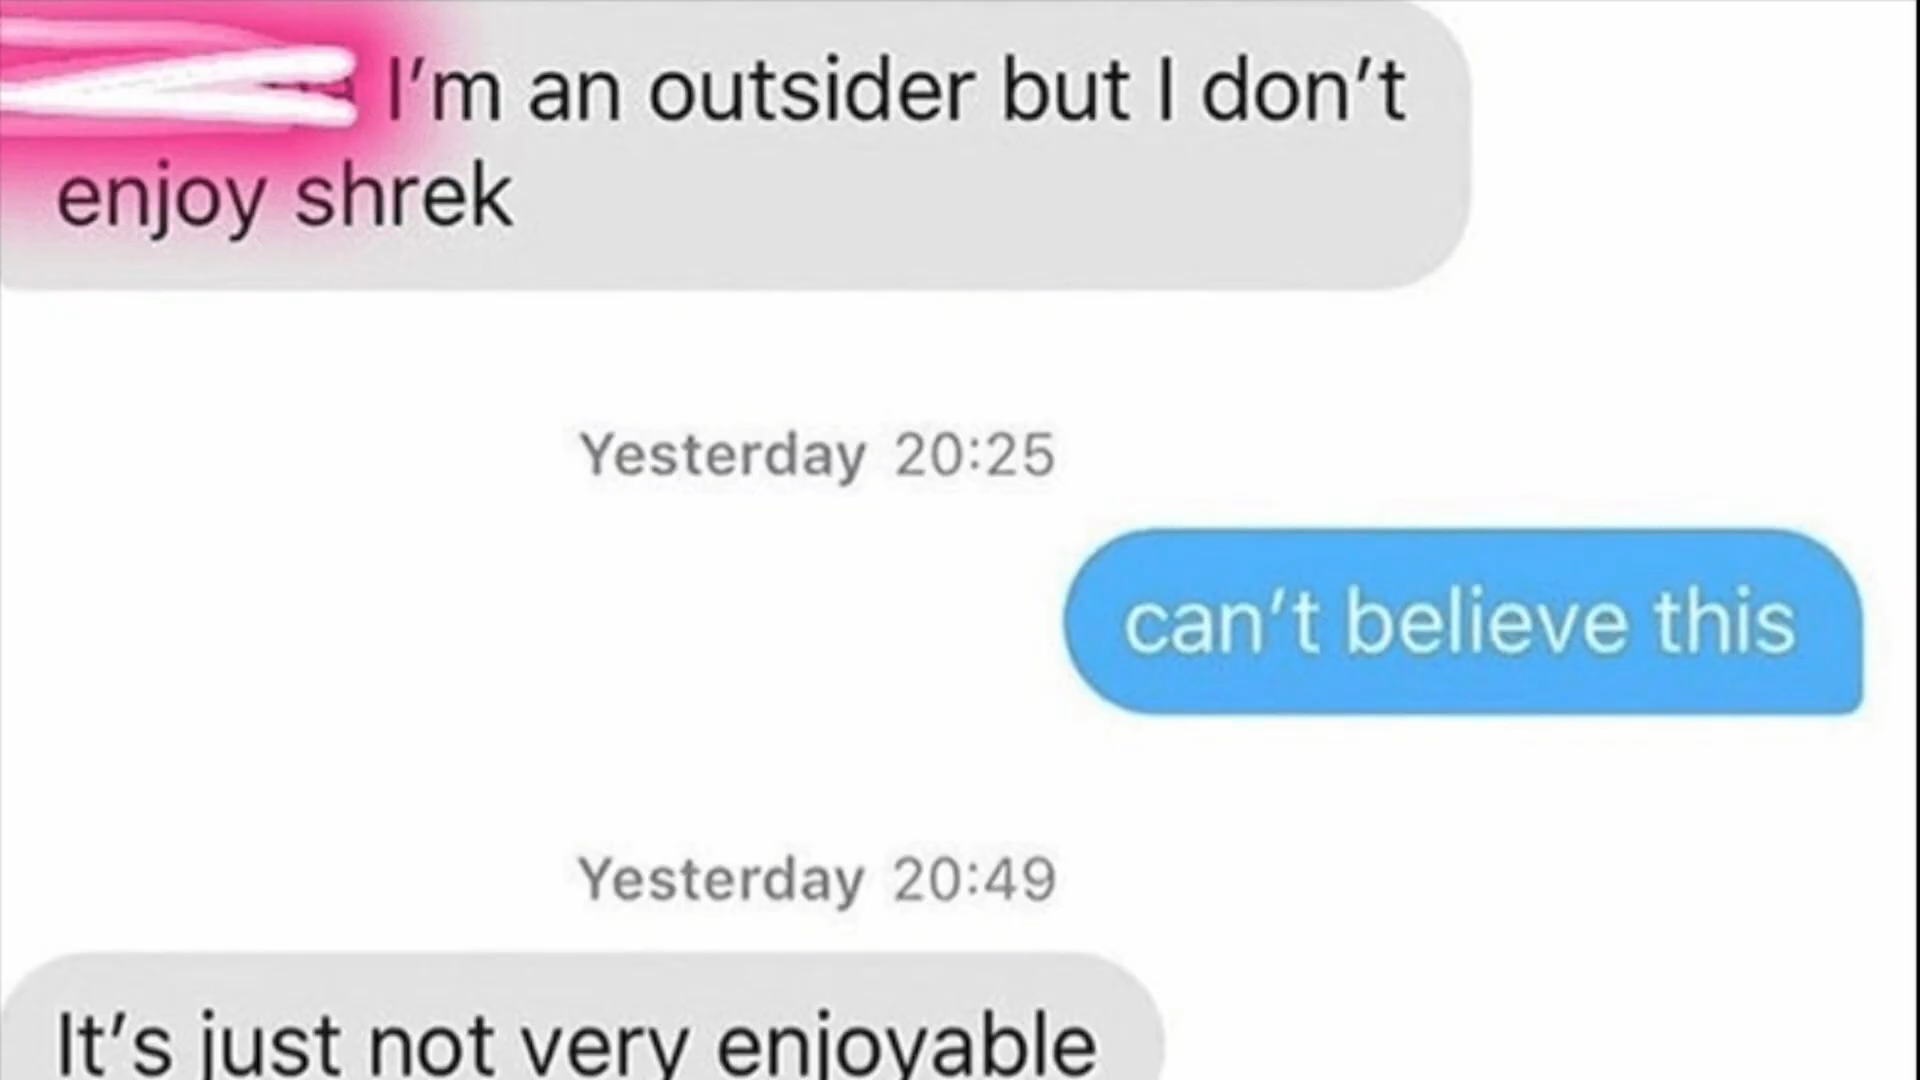 I'm an outsider but I don't
enjoy shrek
Yesterday 20:25
can't believe this
Yesterday 20:49
It's just not very enjoyable